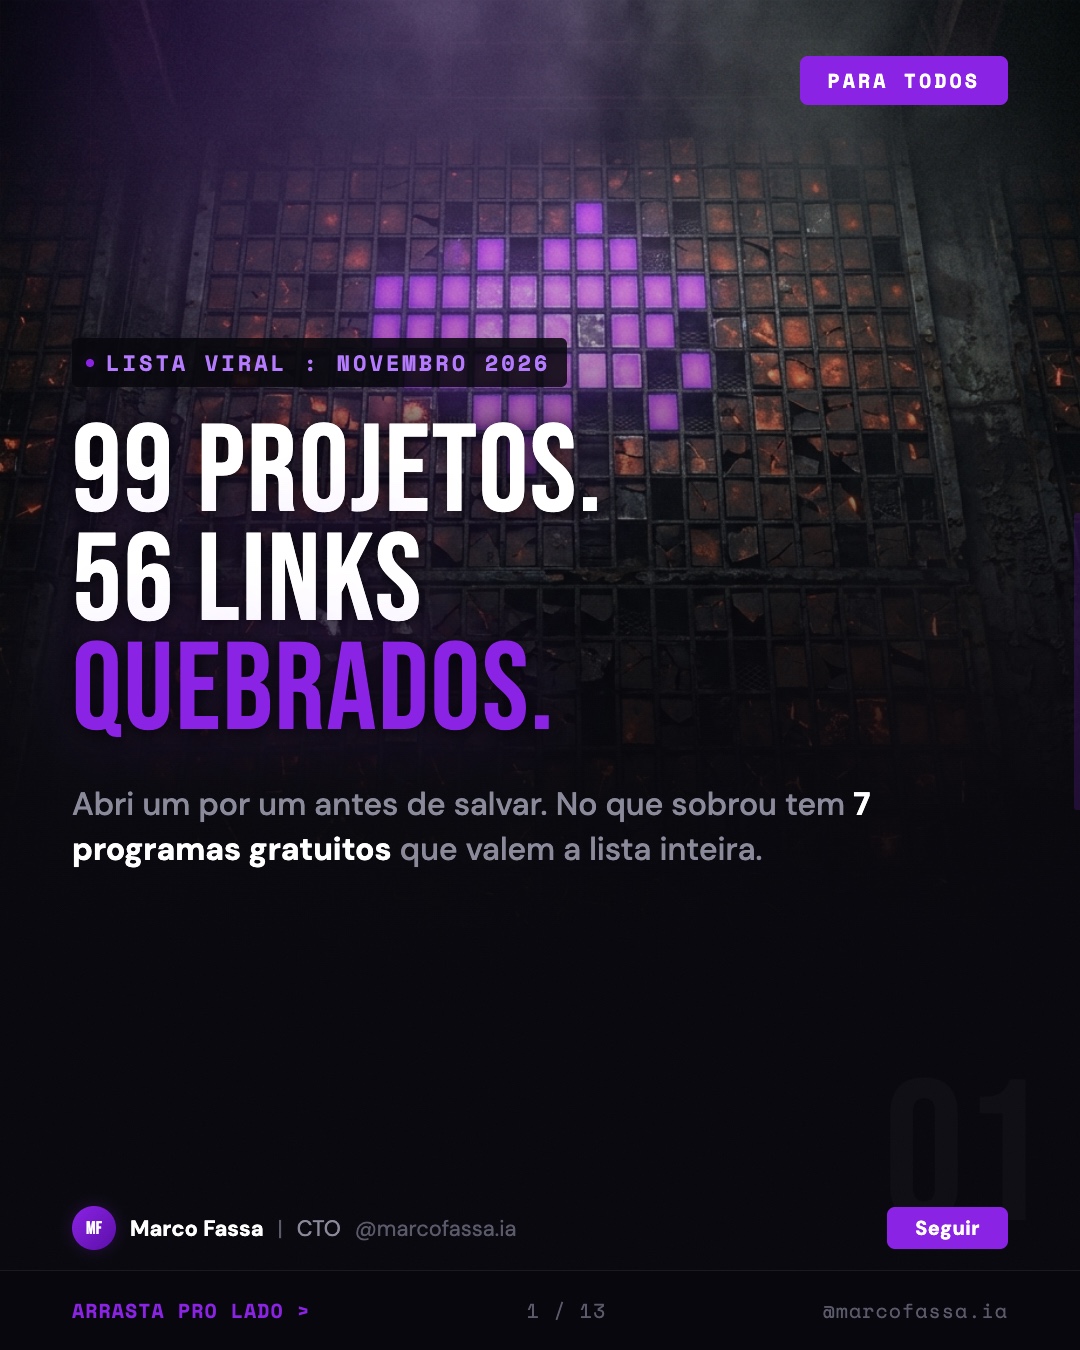 PARA TODOS
• LISTA VIRAL : NOVEMBRO 2026
99 PROJETOS.
56 LINKS
QUEBRADOS.
Abri um por um antes de salvar. No que sobrou tem 7
programas gratuitos que valem a lista inteira.
01
MF Marco Fassa | CTO @marcofassa.ia
Seguir
ARRASTA PRO LADO >
1 / 13
@marcofassa.ia